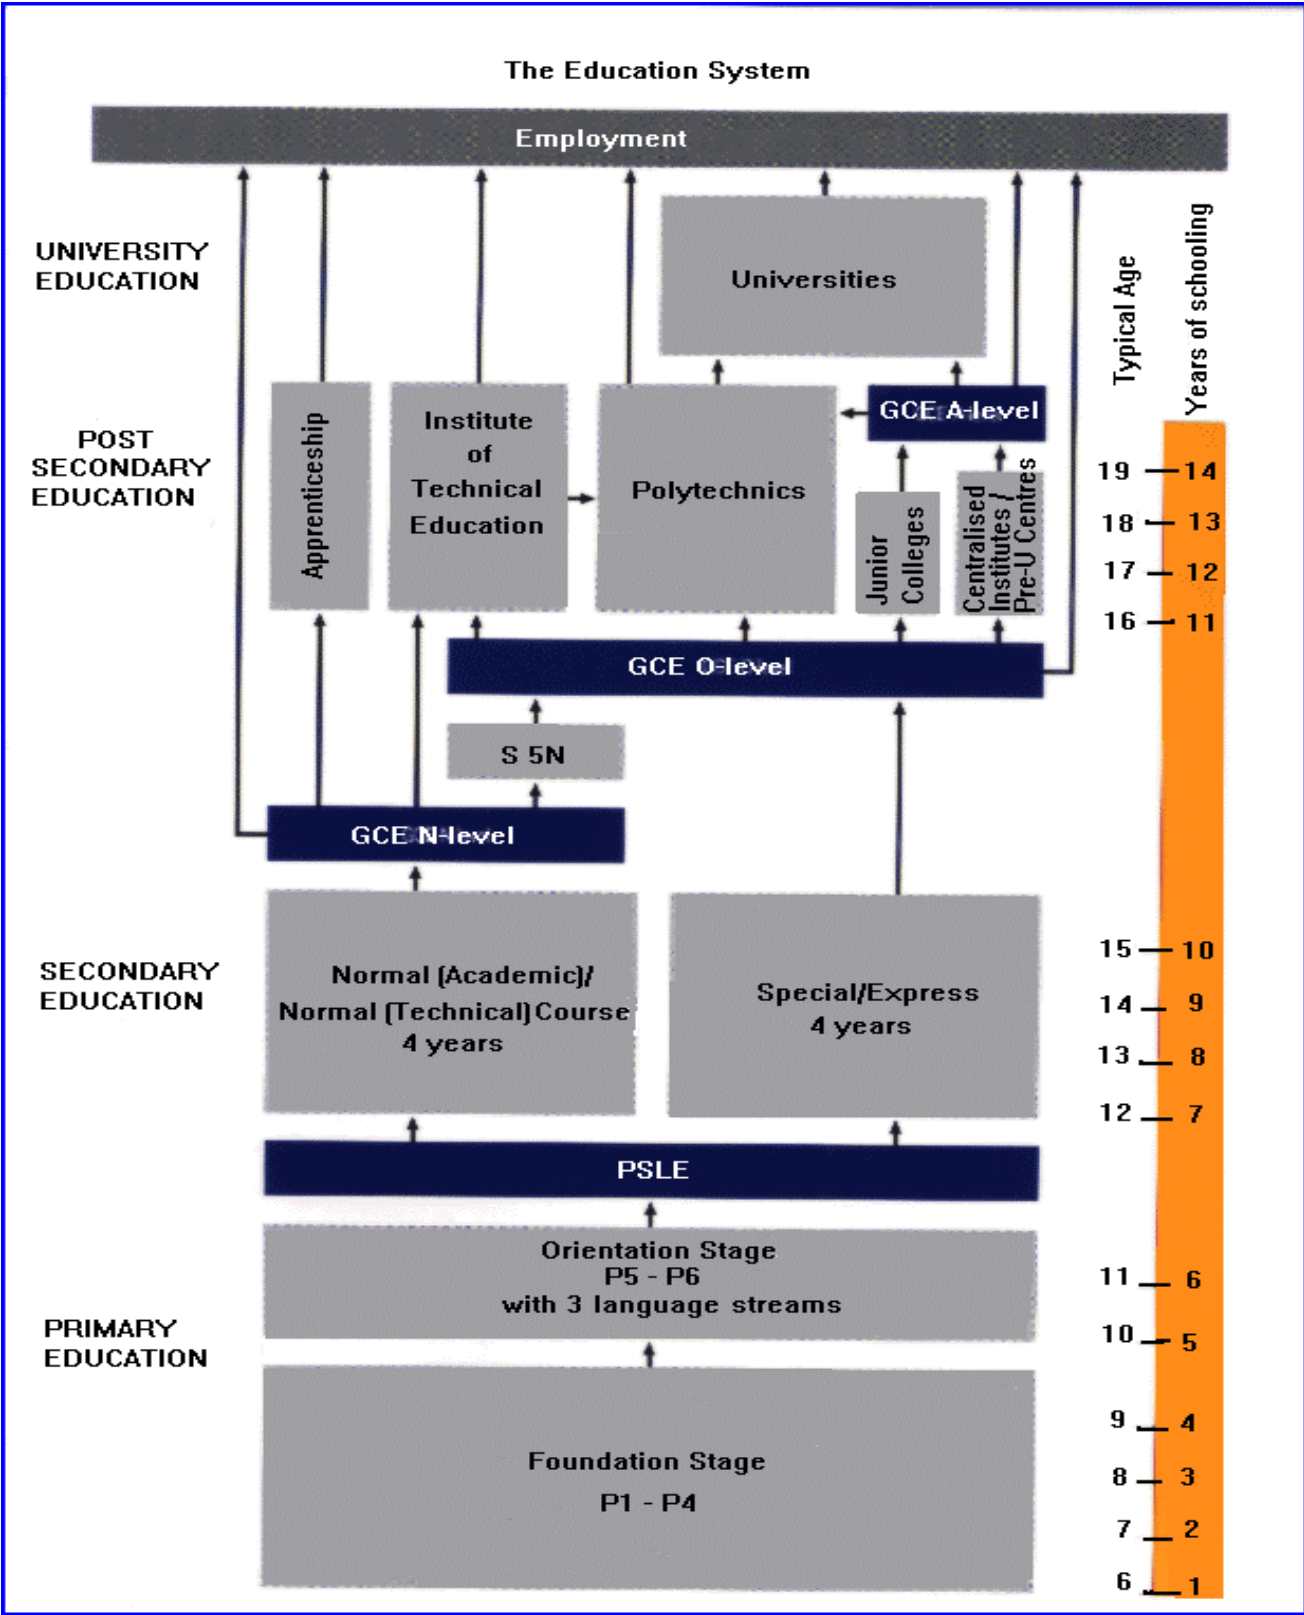 The Education System
Employment
UNIVERSITY
EDUCATION
Universities
Typical Age
Years of schooling
POST
SECONDARY
EDUCATION
Apprenticeship
Institute
of
Technical
Education
Polytechnics
GCE A-level
Junior
Colleges
Centralised
Institutes /
Pre-U Centres
19 14
18 13
17 12
16 11
GCE O-level
S 5N
GCE N-level
SECONDARY
EDUCATION
Normal (Academic)/
Normal (Technical) Course
4 years
Special/Express
4 years
15 10
14 9
13 8
12 7
PSLE
Orientation Stage
P5 - P6
with 3 language streams
11 6
10 5
PRIMARY
EDUCATION
Foundation Stage
P1 - P4
9 4
8 3
7 2
6 1